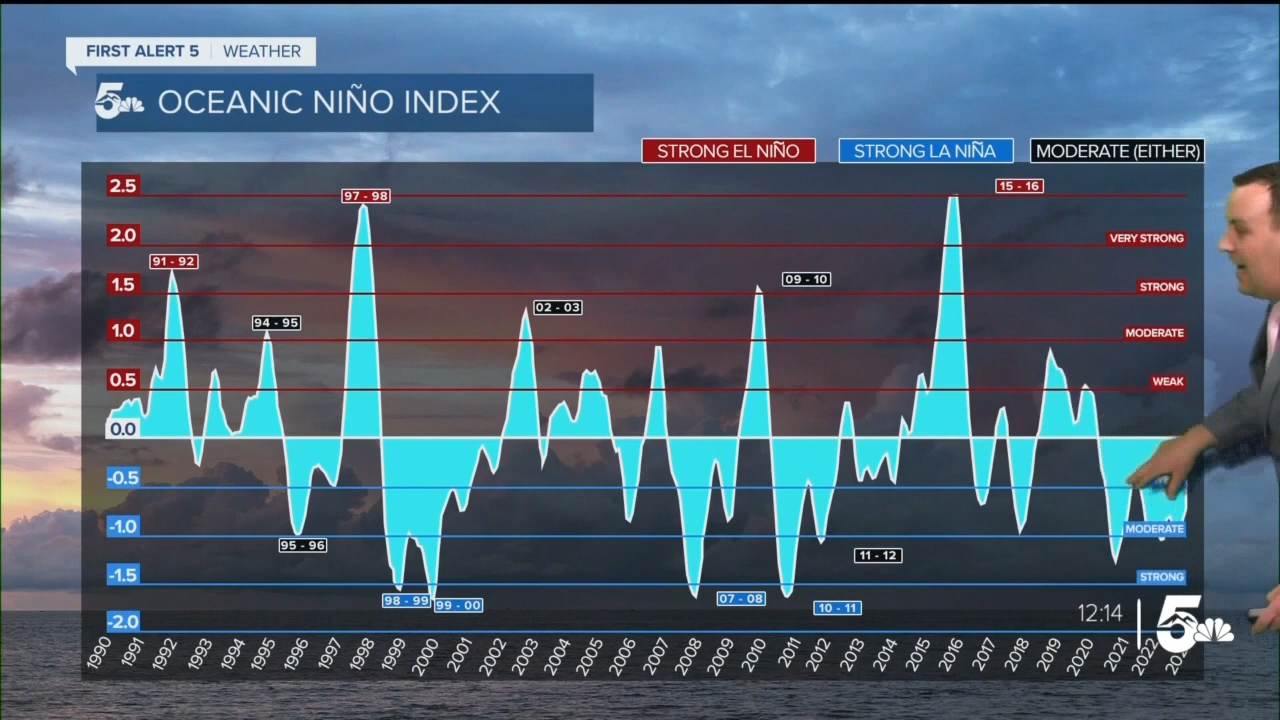 FIRST ALERT 5 | WEATHER
5 OCEANIC NIÑO INDEX
STRONG EL NIÑO STRONG LA NIÑA MODERATE (EITHER)
2.5
97 - 98
15 - 16
2.0
VERY STRONG
91 - 92
1.5
09 - 10
STRONG
02 - 03
94 - 95
1.0
MODERATE
0.5
WEAK
0.0
-0.5
-1.0
MODERATE
95 - 96
11 - 12
-1.5
STRONG
98 - 99
99 - 00
07 - 08
10 - 11
-2.0
12:14
5
1990 1991 1992 1993 1994 1995 1996 1997 1998 1999 2000 2001 2002 2003 2004 2005 2006 2007 2008 2009 2010 2011 2012 2013 2014 2015 2016 2017 2018 2019 2020 2021 2022